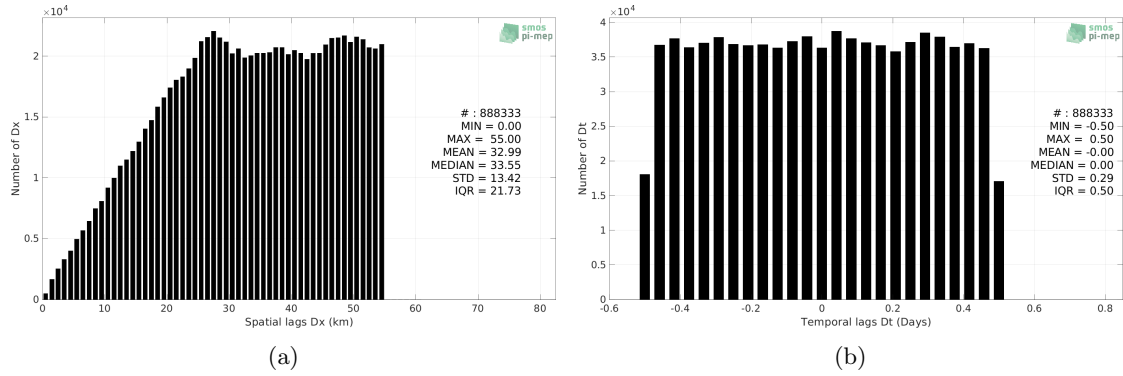 ×10⁴
2
1.5
1
0.5
0
0
10
20
30
40
50
60
70
80
Number of Dx
Spatial lags Dx (km)
smos
pi-mep
# : 888333
MIN = 0.00
MAX = 55.00
MEAN = 32.99
MEDIAN = 33.55
STD = 13.42
IQR = 21.73
(a)
×10⁴
4
3.5
3
2.5
2
1.5
1
0.5
0
-0.6
-0.4
-0.2
0
0.2
0.4
0.6
0.8
Number of Dt
Temporal lags Dt (Days)
smos
pi-mep
# : 888333
MIN = -0.50
MAX = 0.50
MEAN = -0.00
MEDIAN = 0.00
STD = 0.29
IQR = 0.50
(b)